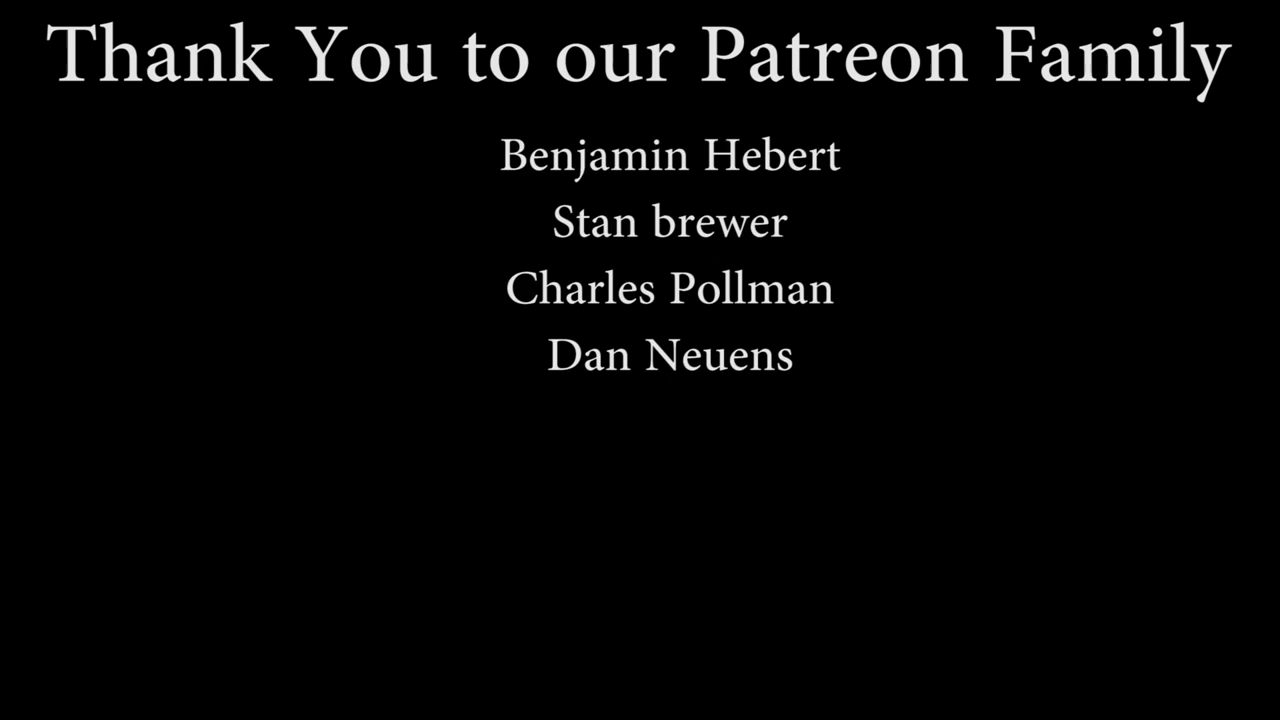 Thank You to our Patreon Family
Benjamin Hebert
Stan brewer
Charles Pollman
Dan Neuens